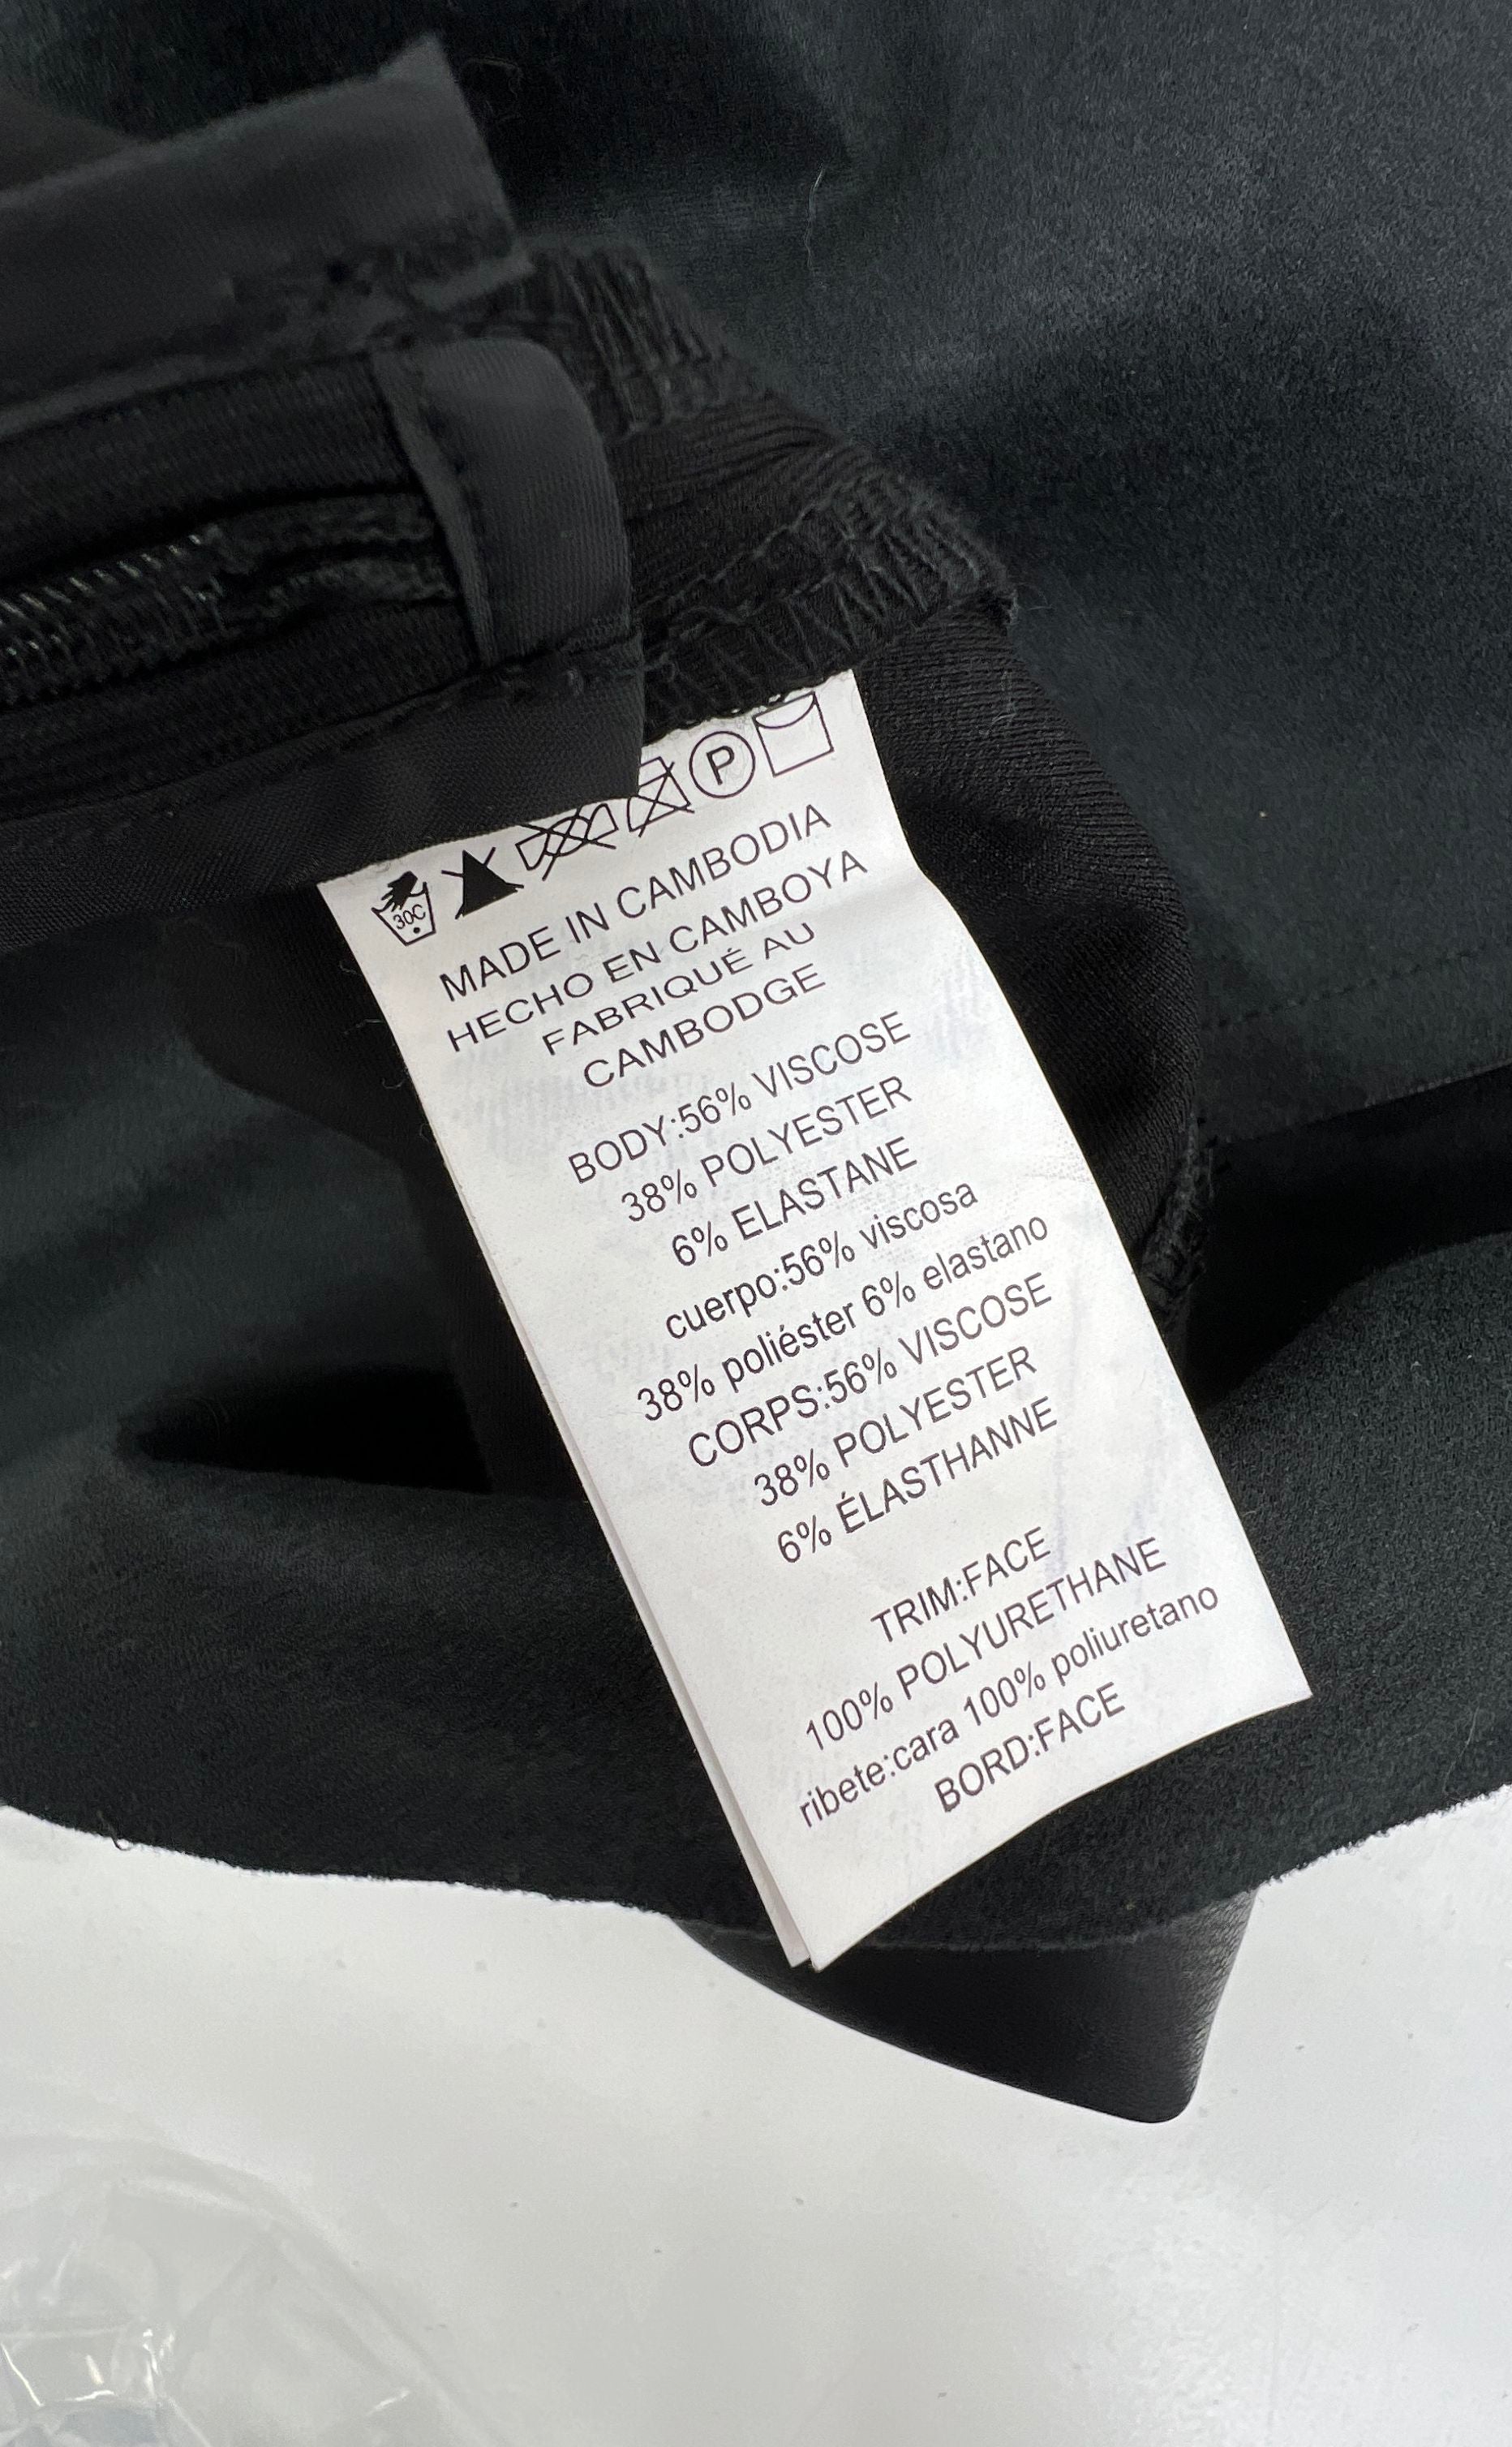 P
30C
MADE IN CAMBODIA
HECHO EN CAMBOYA
FABRIQUÉ AU
CAMBODGE
BODY:56% VISCOSE
38% POLYESTER
6% ELASTANE
cuerpo:56% viscosa
38% poliéster 6% elastano
CORPS:56% VISCOSE
38% POLYESTER
6% ÉLASTHANNE
TRIM:FACE
100% POLYURETHANE
ribete:cara 100% poliuretano
BORD:FACE